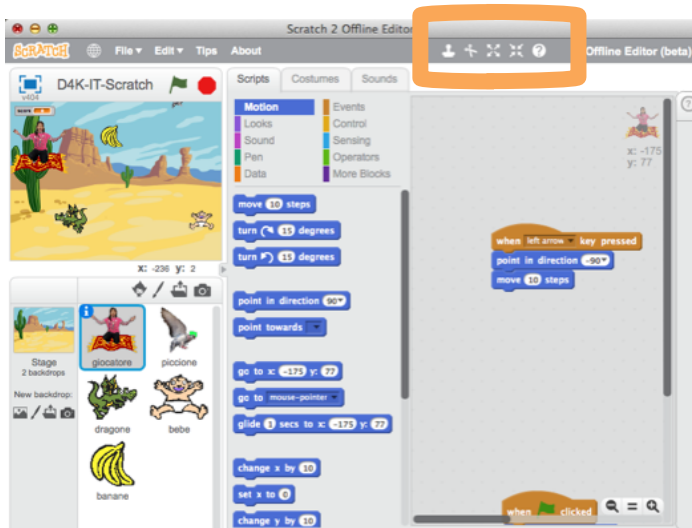 Scratch 2 Offline Editor
SCRATCH File Edit Tips About Offline Editor (beta)
v404 D4K-IT-Scratch
Scripts Costumes Sounds
Motion Events
Looks Control
Sound Sensing
Pen Operators
Data More Blocks
x: -175
y: 77
move 10 steps
turn 15 degrees
turn 15 degrees
point in direction 90
point towards
go to x: -175 y: 77
go to mouse-pointer
glide 1 secs to x: -175 y: 77
change x by 10
set x to 0
change y by 10
when left arrow key pressed
point in direction -90
move 10 steps
when clicked
x: -236 y: 2
Stage
2 backdrops
New backdrop:
giocatore
piccione
dragone
bebe
banane